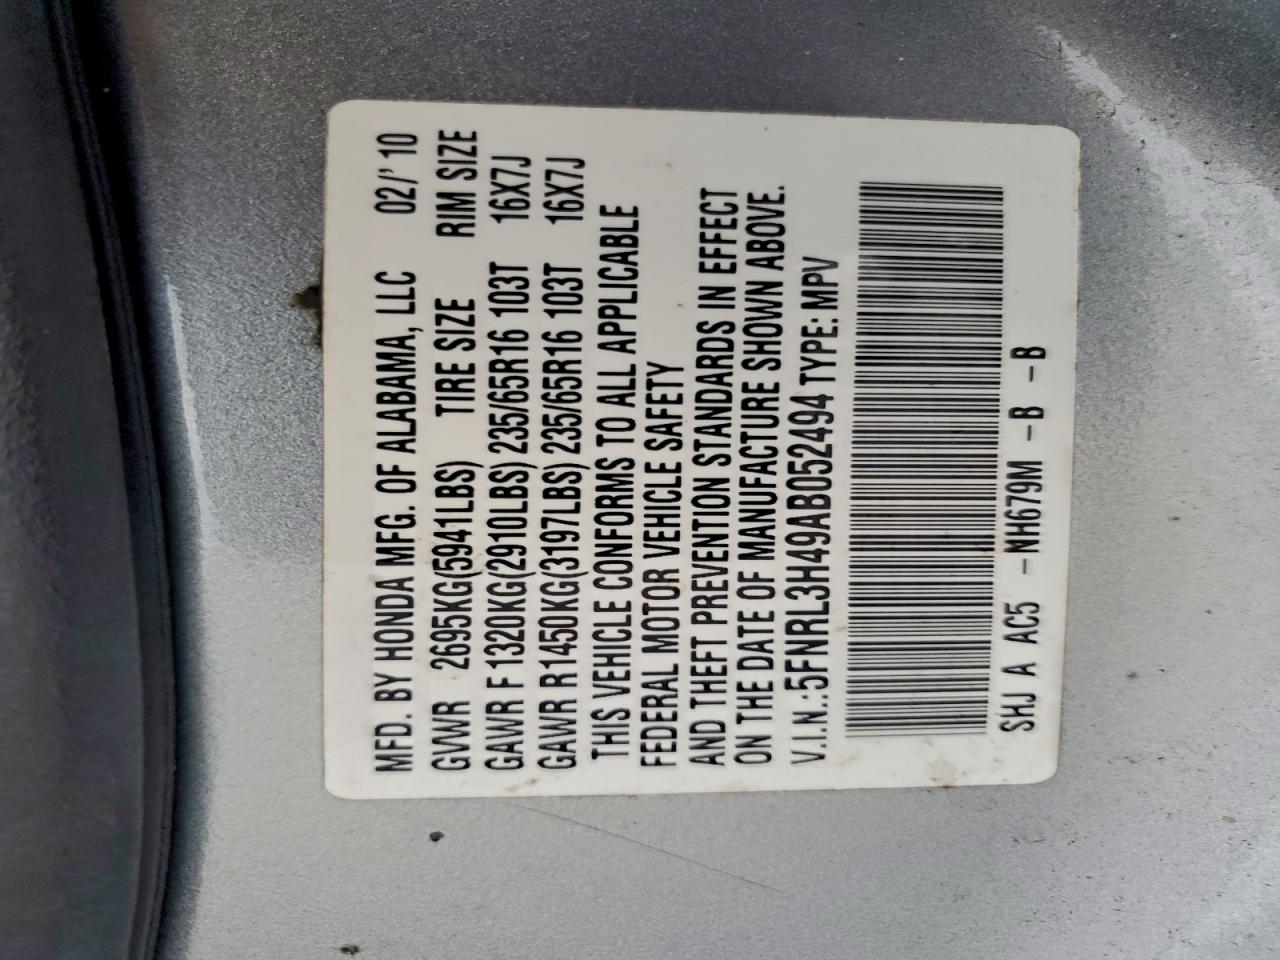 MFD. BY HONDA MFG. OF ALABAMA, LLC 02/' 10
GVWR 2695KG(5941LBS) TIRE SIZE RIM SIZE
GAWR F 1320KG(2910LBS) 235/65R16 103T 16X7J
GAWR R1450KG(3197LBS) 235/65R16 103T 16X7J
THIS VEHICLE CONFORMS TO ALL APPLICABLE
FEDERAL MOTOR VEHICLE SAFETY
AND THEFT PREVENTION STANDARDS IN EFFECT
ON THE DATE OF MANUFACTURE SHOWN ABOVE.
V.I.N.:5FNRL3H49AB052494 TYPE: MPV
SHJ A AC5 -NH679M -B -B